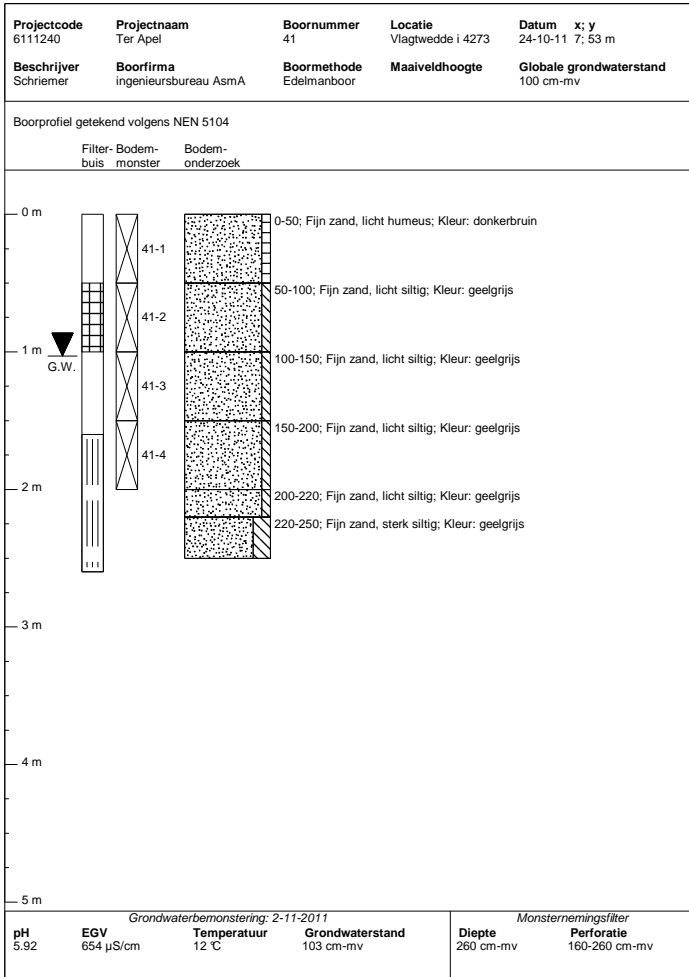 Projectcode Projectnaam Boornummer Locatie Datum x; y
6111240 Ter Apel 41 Vlagtwedde i 4273 24-10-11 7; 53 m
Beschrijver Boorfirma Boormethode Maaiveldhoogte Globale grondwaterstand
Schriemer ingenieursbureau AsmA Edelmanboor 100 cm-mv
Boorprofiel getekend volgens NEN 5104
Filter- Bodem- Bodem-
buis monster onderzoek
0 m
0-50; Fijn zand, licht humeus; Kleur: donkerbruin
41-1
50-100; Fijn zand, licht siltig; Kleur: geelgrijs
41-2
1 m
100-150; Fijn zand, licht siltig; Kleur: geelgrijs
G.W.
41-3
150-200; Fijn zand, licht siltig; Kleur: geelgrijs
41-4
2 m
200-220; Fijn zand, licht siltig; Kleur: geelgrijs
220-250; Fijn zand, sterk siltig; Kleur: geelgrijs
3 m
4 m
5 m
Grondwaterbemonstering: 2-11-2011 Monsternemingsfilter
pH EGV Temperatuur Grondwaterstand Diepte Perforatie
5.92 654 µS/cm 12 °C 103 cm-mv 260 cm-mv 160-260 cm-mv